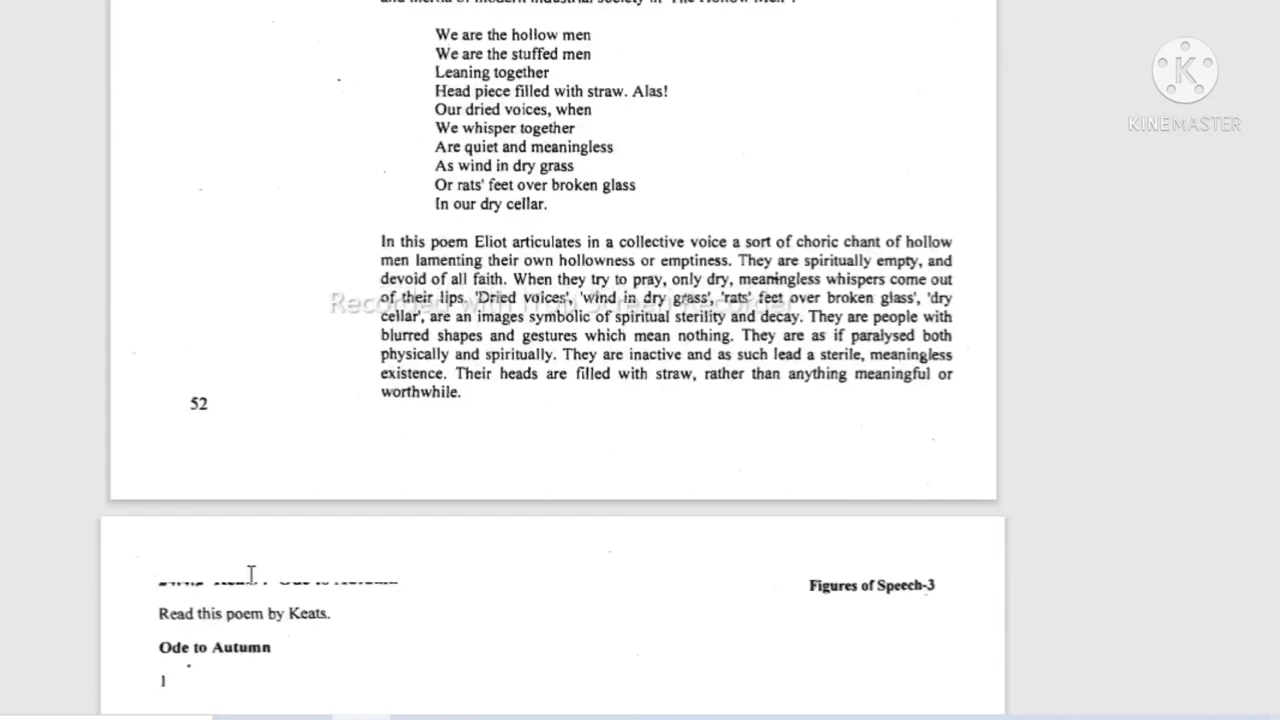 We are the hollow men
We are the stuffed men
Leaning together
Head piece filled with straw. Alas!
Our dried voices, when
We whisper together
Are quiet and meaningless
As wind in dry grass
Or rats' feet over broken glass
In our dry cellar.
In this poem Eliot articulates in a collective voice a sort of choric chant of hollow
men lamenting their own hollowness or emptiness. They are spiritually empty, and
devoid of all faith. When they try to pray, only dry, meaningless whispers come out
of their lips. 'Dried voices', 'wind in dry grass', 'rats' feet over broken glass', 'dry
cellar', are an images symbolic of spiritual sterility and decay. They are people with
blurred shapes and gestures which mean nothing. They are as if paralysed both
physically and spiritually. They are inactive and as such lead a sterile, meaningless
existence. Their heads are filled with straw, rather than anything meaningful or
worthwhile.
52
Figures of Speech-3
Read this poem by Keats.
Ode to Autumn
1
KINEMASTER
Recorded with